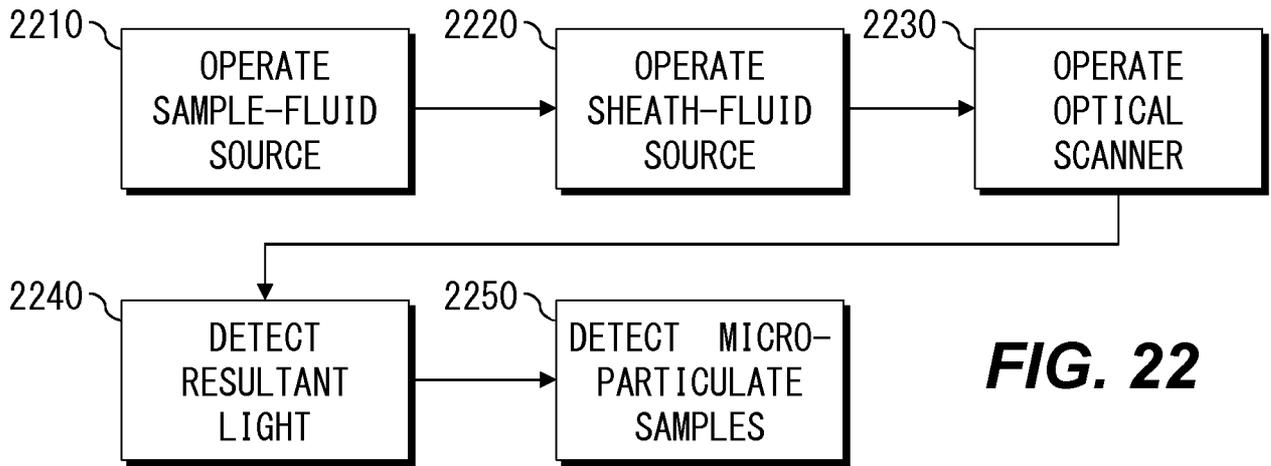 2210
OPERATE
SAMPLE-FLUID
SOURCE
2220
OPERATE
SHEATH-FLUID
SOURCE
2230
OPERATE
OPTICAL
SCANNER
2240
DETECT
RESULTANT
LIGHT
2250
DETECT MICRO-
PARTICULATE
SAMPLES
FIG. 22